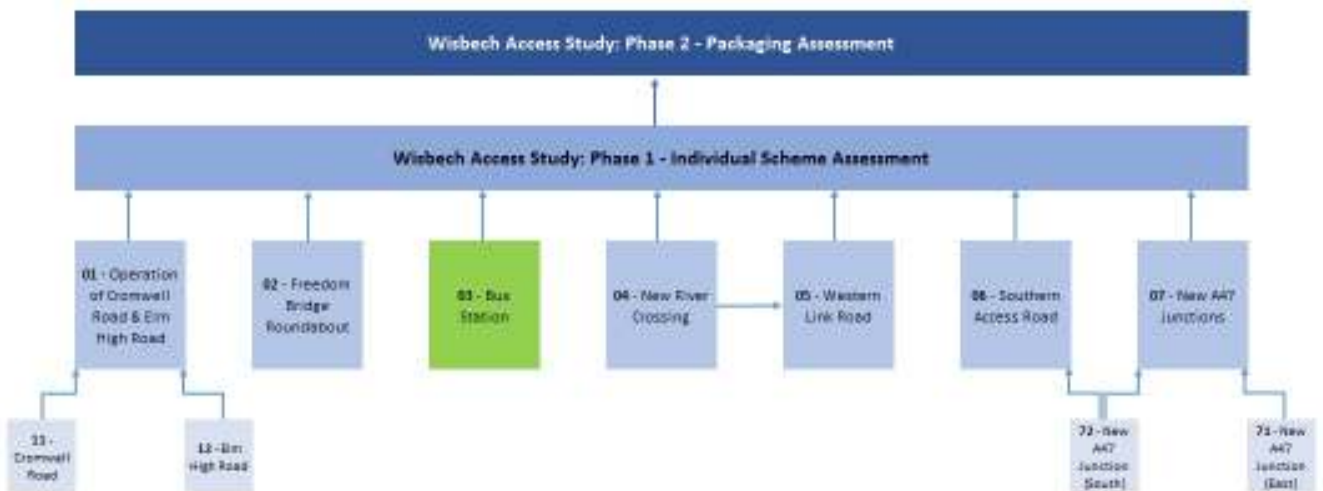 Wisbech Access Study: Phase 2 - Packaging Assessment
Wisbech Access Study: Phase 1 - Individual Scheme Assessment
01 - Operation
of Cromwell
Road & Elm
High Road
02 - Freedom
Bridge
Roundabout
03 - Bus
Station
04 - New River
Crossing
05 - Western
Link Road
06 - Southern
Access Road
07 - New A47
Junctions
Cromwell
Road
12 - Elm
High Road
72 - New
A47
Junction
(South)
71 - New
A47
Junction
(East)